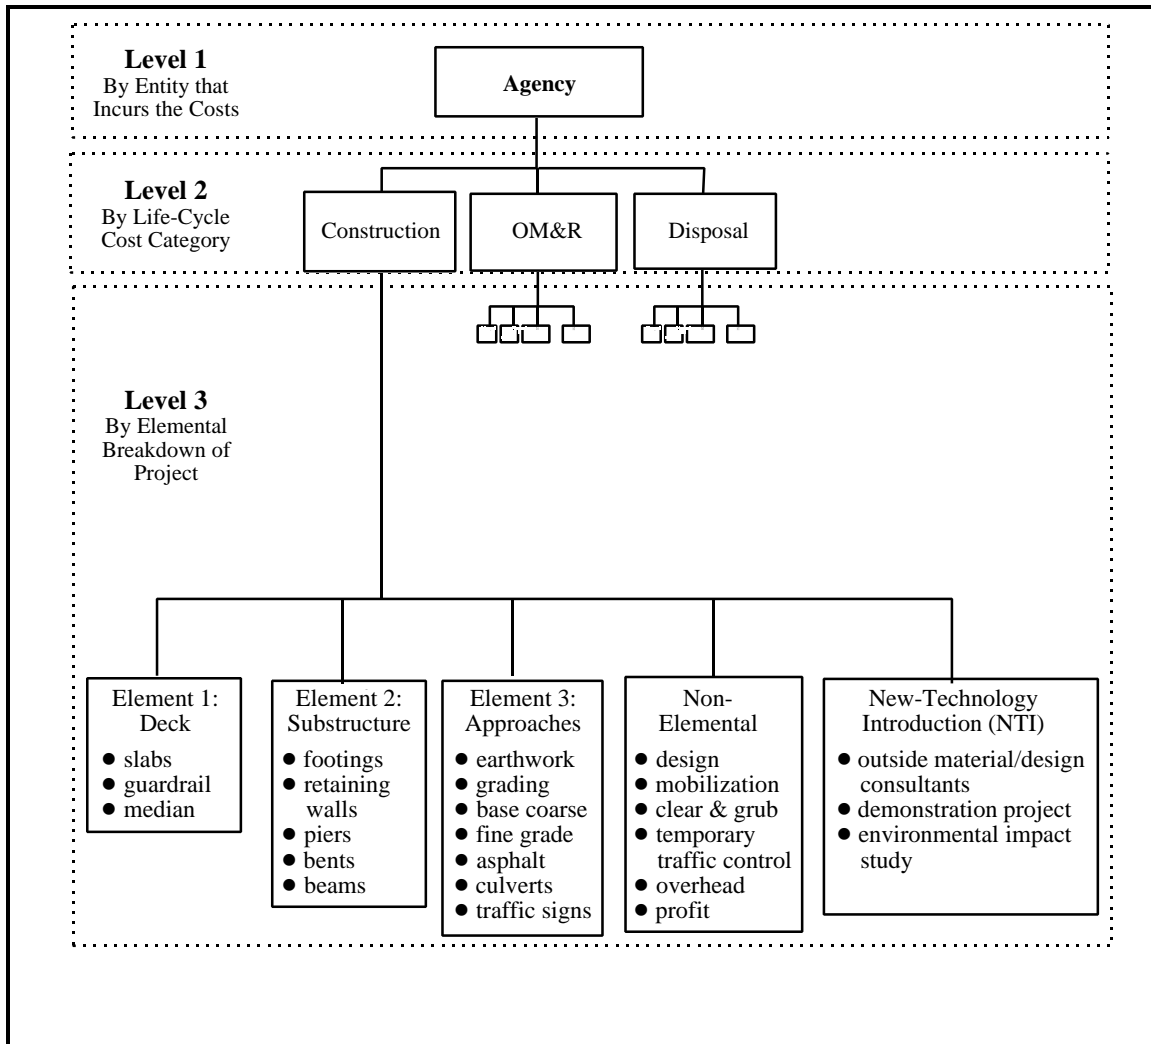 Level 1
By Entity that
Incurs the Costs
Agency
Level 2
By Life-Cycle
Cost Category
Construction
OM&R
Disposal
Level 3
By Elemental
Breakdown of
Project
Element 1:
Deck
● slabs
● guardrail
● median
Element 2:
Substructure
● footings
● retaining
walls
● piers
● bents
● beams
Element 3:
Approaches
● earthwork
● grading
● base coarse
● fine grade
● asphalt
● culverts
● traffic signs
Non-
Elemental
● design
● mobilization
● clear & grub
● temporary
traffic control
● overhead
● profit
New-Technology
Introduction (NTI)
● outside material/design
consultants
● demonstration project
● environmental impact
study